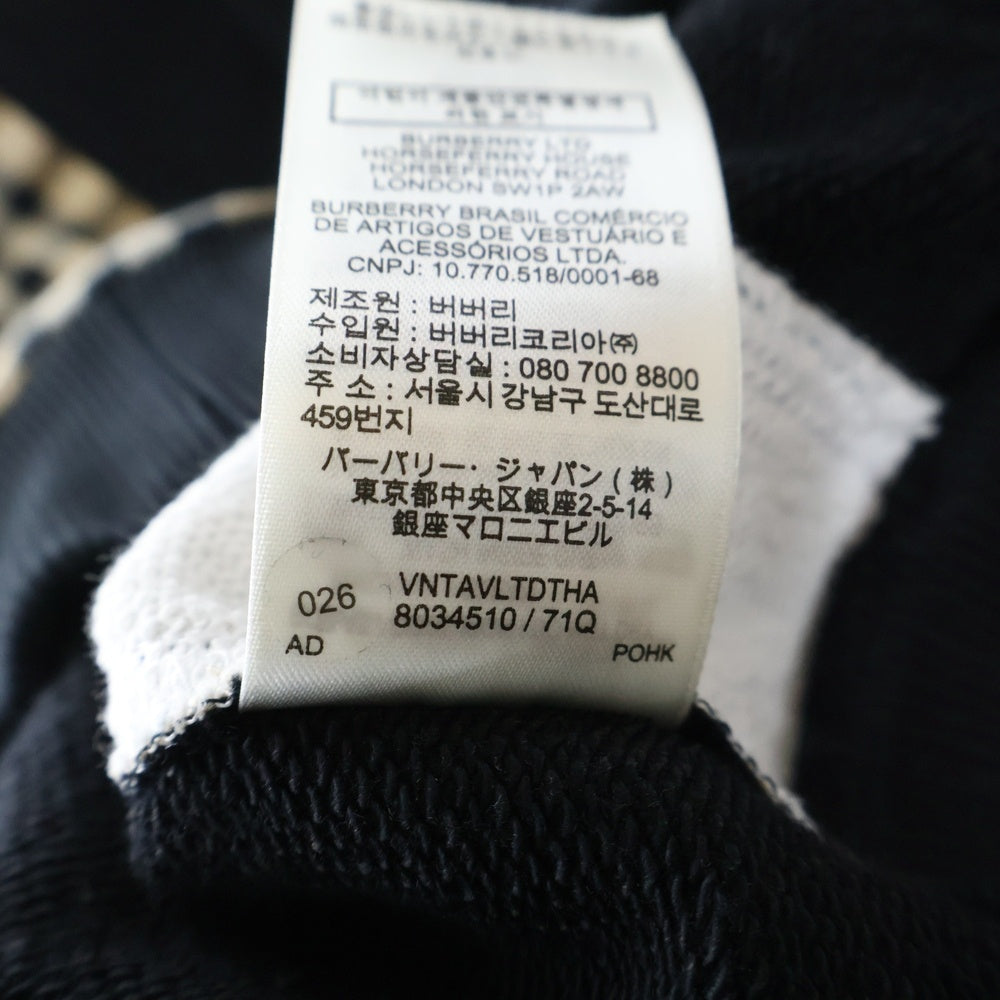 BURBERRY LTD
HORSEFERRY HOUSE
HORSEFERRY ROAD
LONDON SW1P 2AW
BURBERRY BRASIL COMÉRCIO
DE ARTIGOS DE VESTUÁRIO E
ACESSÓRIOS LTDA.
CNPJ: 10.770.518/0001-68
제조원 : 버버리
수입원 : 버버리코리아㈜
소비자상담실 : 080 700 8800
주 소 : 서울시 강남구 도산대로
459번지
バーバリー・ジャパン(株)
東京都中央区銀座2-5-14
銀座マロニエビル
026
VNTAVLTDTHA
8034510 / 71Q
AD
POHK